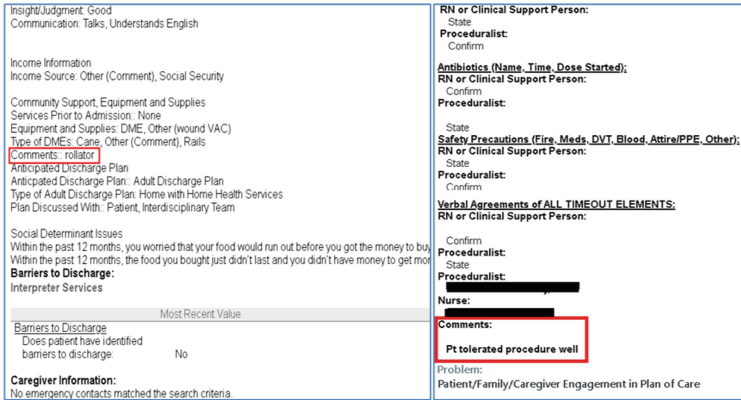 Insight/Judgment: Good
Communication: Talks, Understands English
Income Information
Income Source: Other (Comment), Social Security
Community Support, Equipment and Supplies
Services Prior to Admission:: None
Equipment and Supplies: DME, Other (wound VAC)
Type of DMEs: Cane, Other (Comment), Rails
Comments:: rollator
Anticipated Discharge Plan
Anticpated Discharge Plan:: Adult Discharge Plan
Type of Adult Discharge Plan: Home with Home Health Services
Plan Discussed With:: Patient, Interdisciplinary Team
Social Determinant Issues
Within the past 12 months, you worried that your food would run out before you got the money to buy
Within the past 12 months, the food you bought just didn't last and you didn't have money to get mor
Barriers to Discharge:
Interpreter Services
Most Recent Value
Barriers to Discharge
Does patient have identified
barriers to discharge: No
Caregiver Information:
No emergency contacts matched the search criteria.
RN or Clinical Support Person:
State
Proceduralist:
Confirm
Antibiotics (Name, Time, Dose Started):
RN or Clinical Support Person:
Confirm
Proceduralist:
State
Safety Precautions (Fire, Meds, DVT, Blood, Attire/PPE, Other):
RN or Clinical Support Person:
State
Proceduralist:
Confirm
Verbal Agreements of ALL TIMEOUT ELEMENTS:
RN or Clinical Support Person:
Confirm
Proceduralist:
State
Proceduralist:
Nurse:
Comments:
Pt tolerated procedure well
Problem:
Patient/Family/Caregiver Engagement in Plan of Care